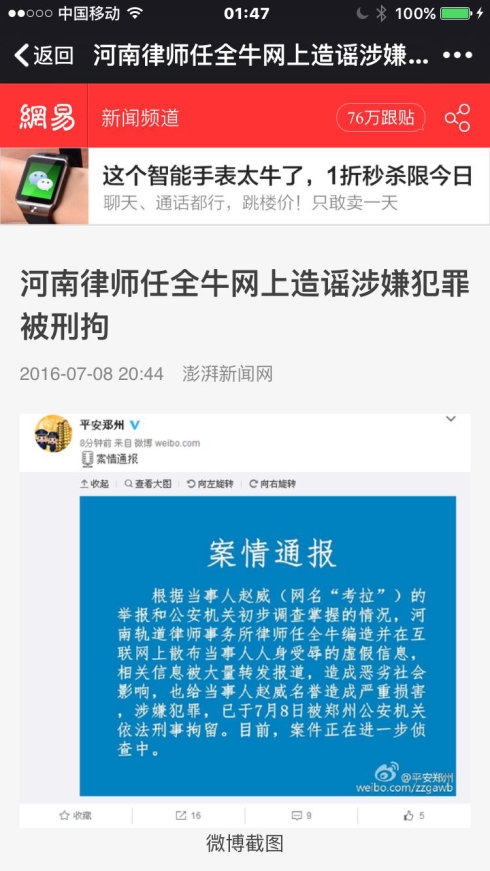 中国移动 01:47 100%
返回 河南律师任全牛网上造谣涉嫌... •••
網易 新闻频道 76万跟贴
这个智能手表太牛了，1折秒杀限今日
聊天、通话都行，跳楼价！只敢卖一天
河南律师任全牛网上造谣涉嫌犯罪
被刑拘
2016-07-08 20:44 澎湃新闻网
平安郑州
8分钟前 来自 微博 weibo.com
案情通报
收起 查看大图 向左旋转 向右旋转
案情通报
根据当事人赵威（网名“考拉”）的
举报和公安机关初步调查掌握的情况，河
南轨道律师事务所律师任全牛编造并在互
联网上散布当事人人身受辱的虚假信息，
相关信息被大量转发报道，造成恶劣社会
影响，也给当事人赵威名誉造成严重损害
，涉嫌犯罪，已于7月8日被郑州公安机关
依法刑事拘留。目前，案件正在进一步侦
查中。
@平安郑州
weibo.com/zzgawb
收藏 16 9 5
微博截图